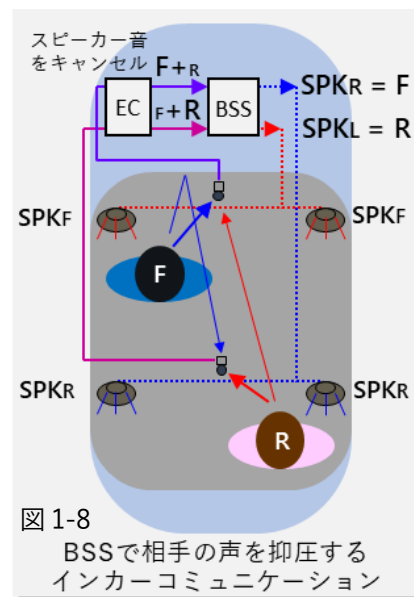 スピーカー音
をキャンセル
F+R
EC
F+R
BSS
SPKR = F
SPKL = R
SPKF
SPKF
F
SPKR
SPKR
R
図 1-8
BSSで相手の声を抑圧する
インカーコミュニケーション